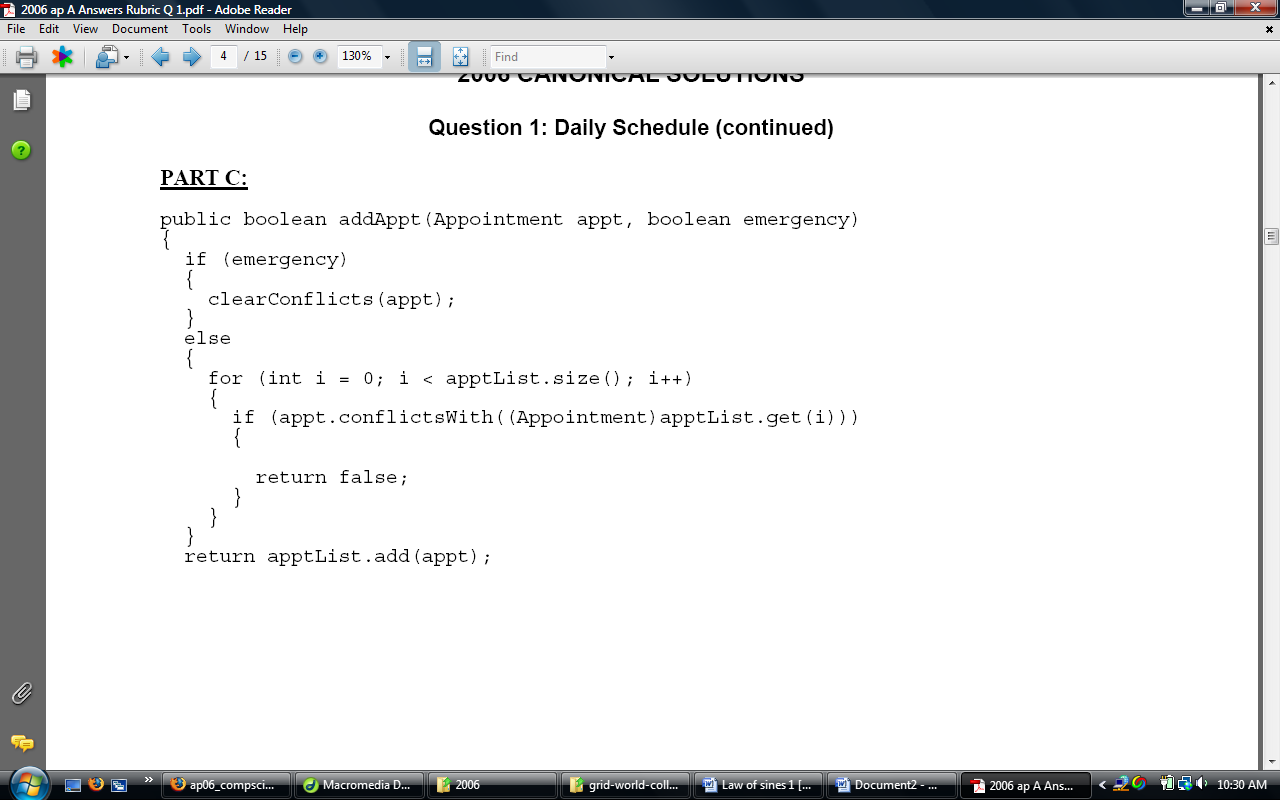 2006 ap A Answers Rubric Q 1.pdf - Adobe Reader
File Edit View Document Tools Window Help
4 / 15 130% Find
2006 CANONICAL SOLUTIONS
Question 1: Daily Schedule (continued)
PART C:
public boolean addAppt(Appointment appt, boolean emergency)
{
if (emergency)
{
clearConflicts(appt);
}
else
{
for (int i = 0; i < apptList.size(); i++)
{
if (appt.conflictsWith((Appointment)apptList.get(i)))
{
return false;
}
}
}
return apptList.add(appt);
ap06_compsci... Macromedia D... 2006 grid-world-coll... Law of sines 1 [... Document2 - ... 2006 ap A Ans... 10:30 AM